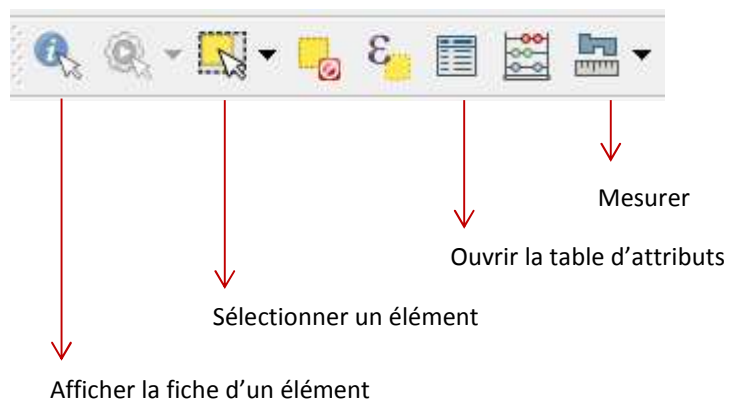 Mesurer
Ouvrir la table d’attributs
Sélectionner un élément
Afficher la fiche d’un élément